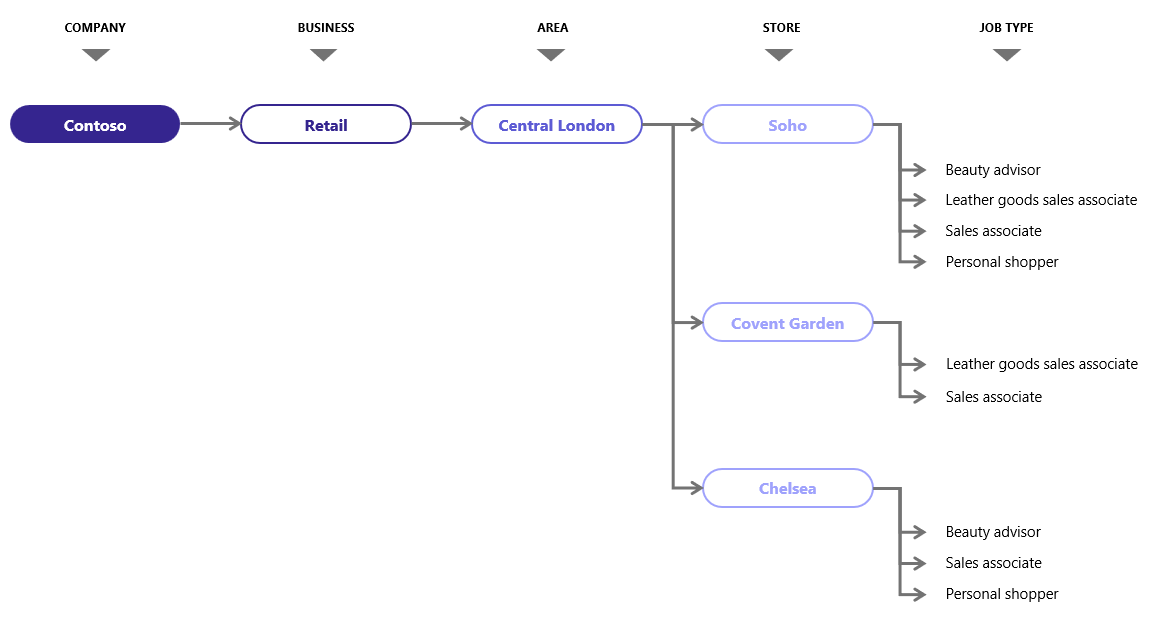 COMPANY
BUSINESS
AREA
STORE
JOB TYPE
Contoso
Retail
Central London
Soho
Beauty advisor
Leather goods sales associate
Sales associate
Personal shopper
Covent Garden
Leather goods sales associate
Sales associate
Chelsea
Beauty advisor
Sales associate
Personal shopper